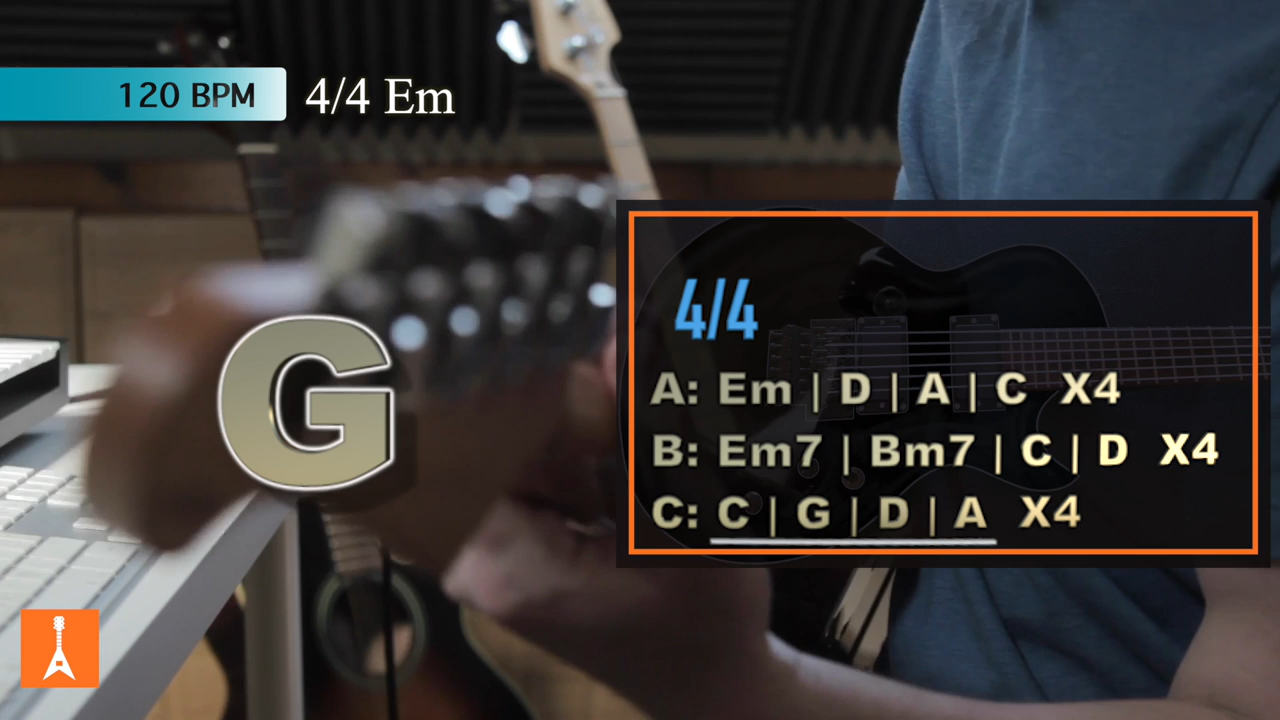 120 BPM 4/4 Em
G
4/4
A: Em | D | A | C X4
B: Em7 | Bm7 | C | D X4
C: C | G | D | A X4